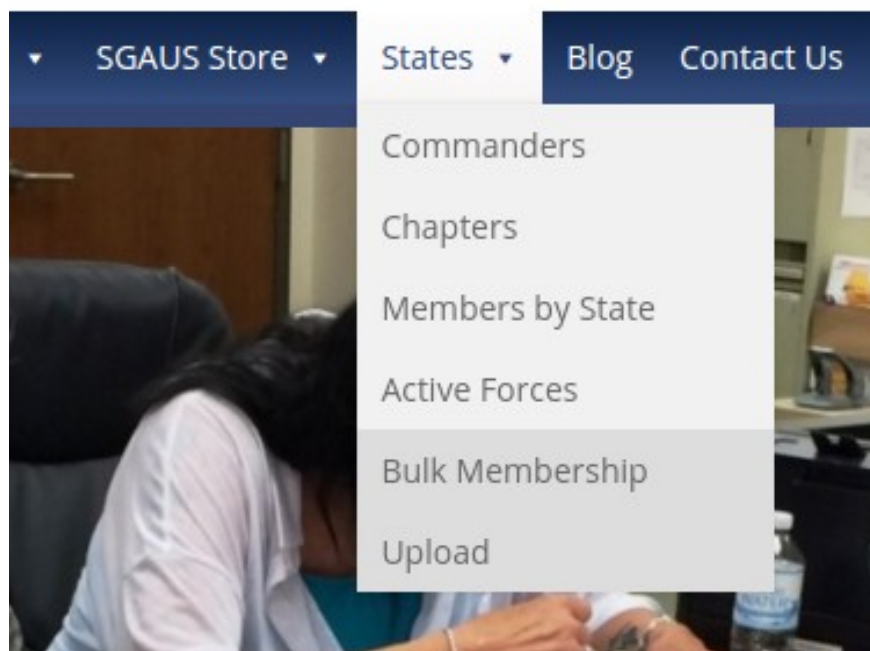 SGAUS Store States Blog Contact Us
Commanders
Chapters
Members by State
Active Forces
Bulk Membership
Upload